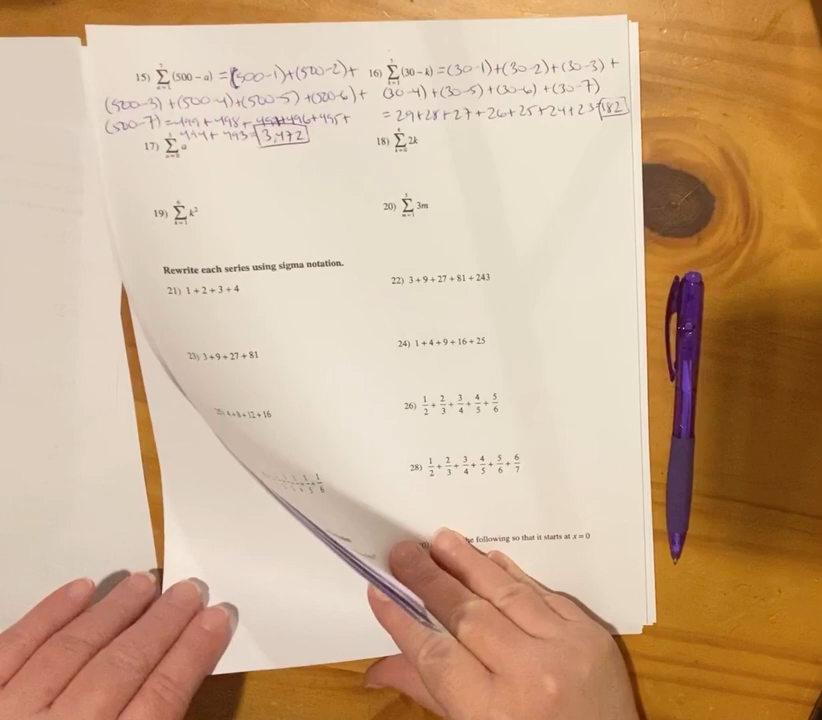 15) ∑(500 − a) = (500-1)+(500-2)+
(500-3)+(500-4)+(500-5)+(500-6)+
(500-7)=499+498+497+496+495+
494+493=3,472
16) ∑(30 − k) =(30-1)+(30-2)+(30-3)+
(30-4)+(30-5)+(30-6)+(30-7)
=29+28+27+26+25+24+23=182
17) ∑ a
18) ∑ 2k
19) ∑ k²
20) ∑ 3m
Rewrite each series using sigma notation.
21) 1 + 2 + 3 + 4
22) 3 + 9 + 27 + 81 + 243
23) 3 + 9 + 27 + 81
24) 1 + 4 + 9 + 16 + 25
4 + 8 + 12 + 16
26) 1/2 + 2/3 + 3/4 + 4/5 + 5/6
28) 1/2 + 2/3 + 3/4 + 4/5 + 5/6 + 6/7
following so that it starts at x = 0